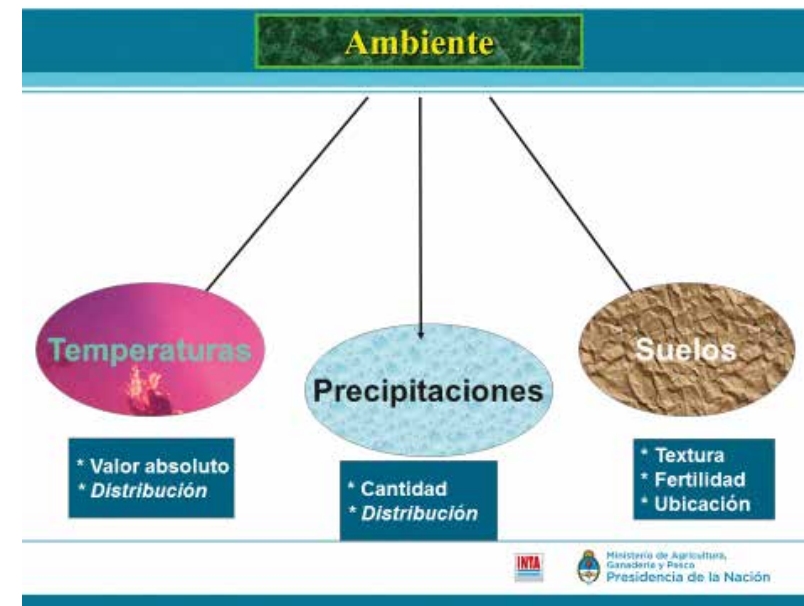 Ambiente
Temperaturas
Precipitaciones
Suelos
* Valor absoluto
* Distribución
* Cantidad
* Distribución
* Textura
* Fertilidad
* Ubicación
INTA
Ministerio de Agricultura,
Ganadería y Pesca
Presidencia de la Nación